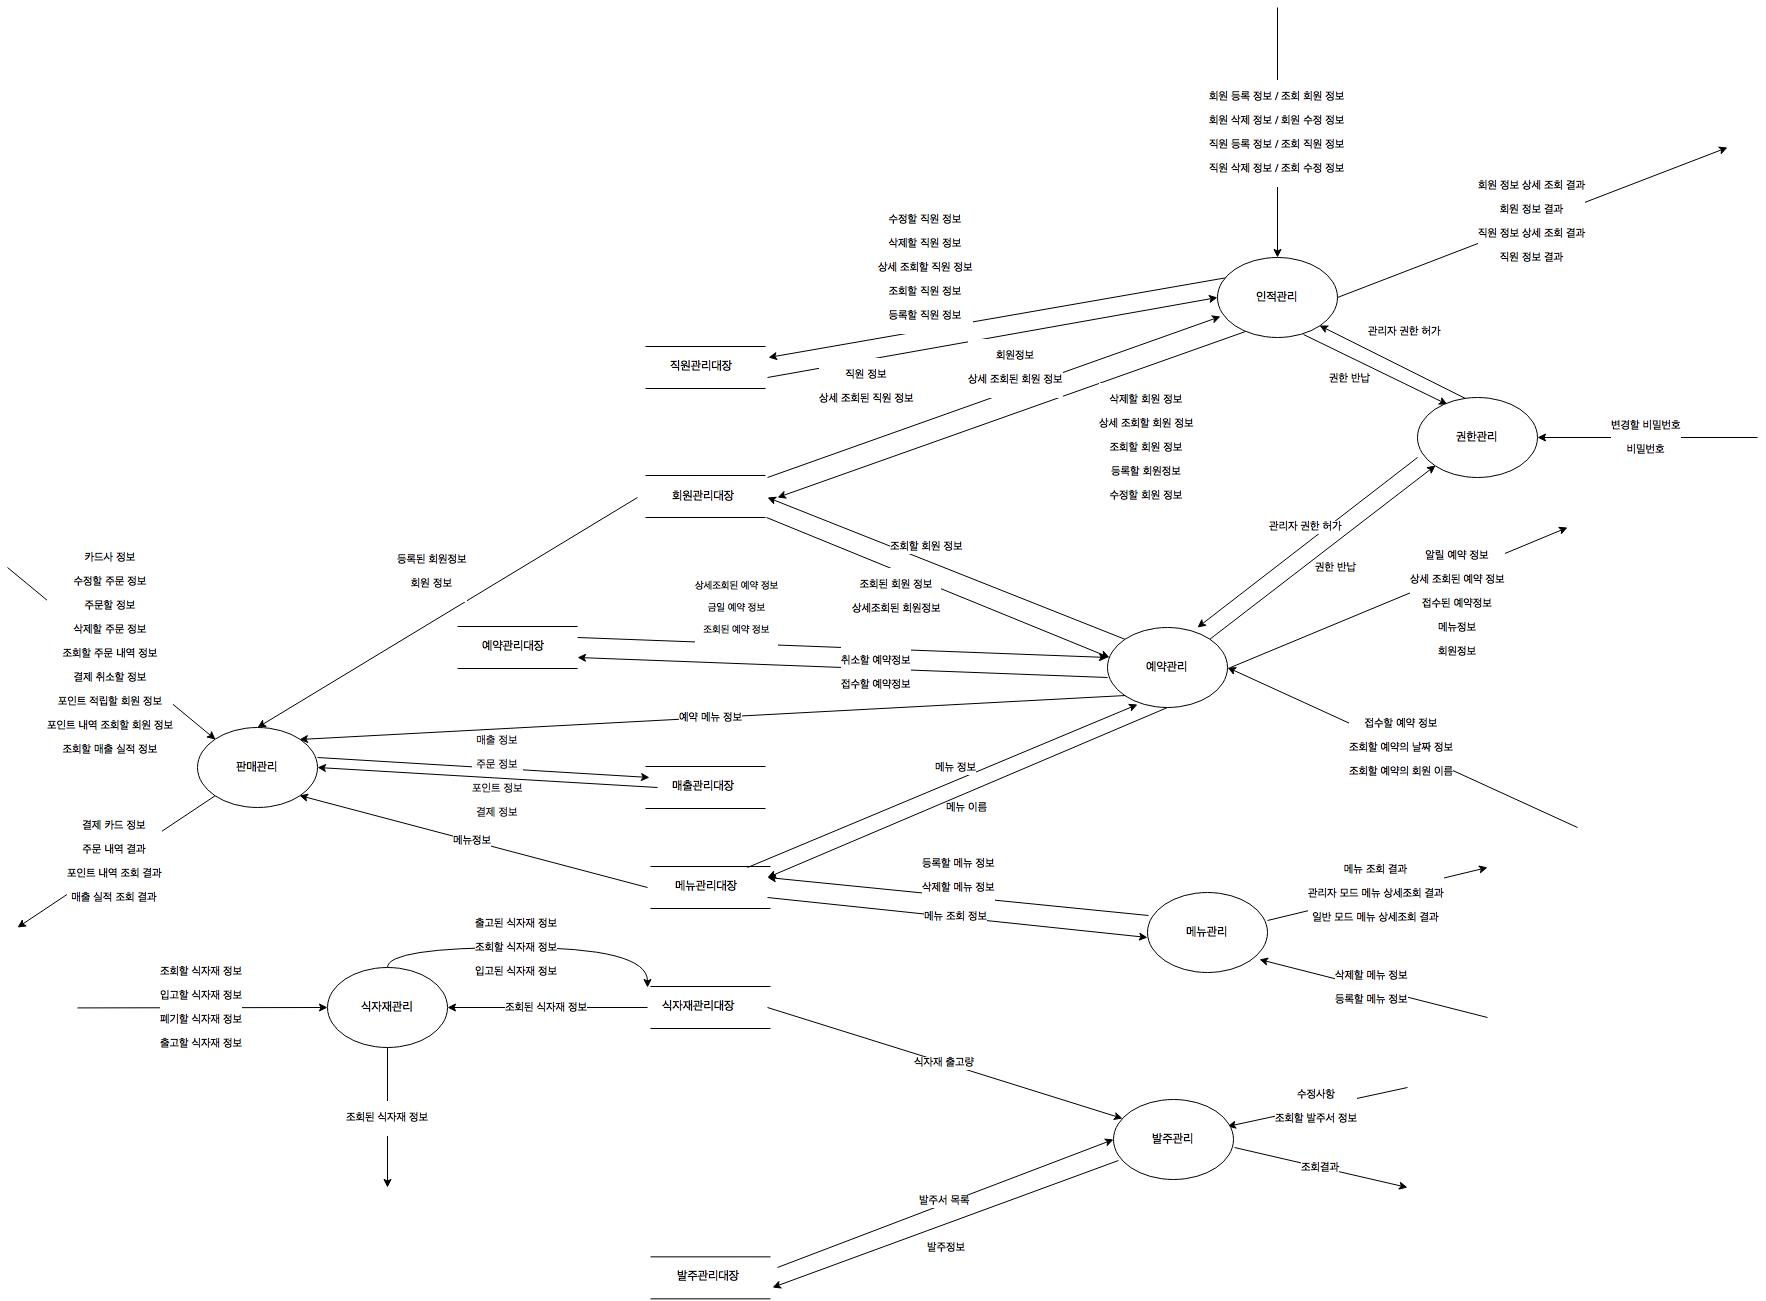 회원 등록 정보 / 조회 회원 정보
회원 삭제 정보 / 회원 수정 정보
직원 등록 정보 / 조회 직원 정보
직원 삭제 정보 / 조회 수정 정보
회원 정보 상세 조회 결과
회원 정보 결과
직원 정보 상세 조회 결과
직원 정보 결과
수정할 직원 정보
삭제할 직원 정보
상세 조회할 직원 정보
조회할 직원 정보
등록할 직원 정보
인적관리
관리자 권한 허가
권한 반납
직원관리대장
직원 정보
상세 조회된 직원 정보
회원정보
상세 조회된 회원 정보
삭제할 회원 정보
상세 조회할 회원 정보
조회할 회원 정보
등록할 회원정보
수정할 회원 정보
권한관리
변경할 비밀번호
비밀번호
회원관리대장
관리자 권한 허가
권한 반납
조회할 회원 정보
조회된 회원 정보
상세조회된 회원정보
등록된 회원정보
회원 정보
알릴 예약 정보
상세 조회된 예약 정보
접수된 예약정보
메뉴정보
회원정보
카드사 정보
수정할 주문 정보
주문할 정보
삭제할 주문 정보
조회할 주문 내역 정보
결제 취소할 정보
포인트 적립할 회원 정보
포인트 내역 조회할 회원 정보
조회할 매출 실적 정보
상세조회된 예약 정보
금일 예약 정보
조회된 예약 정보
예약관리대장
취소할 예약정보
접수할 예약정보
예약관리
예약 메뉴 정보
접수할 예약 정보
조회할 예약의 날짜 정보
조회할 예약의 회원 이름
판매관리
매출 정보
주문 정보
포인트 정보
결제 정보
매출관리대장
메뉴 정보
메뉴 이름
결제 카드 정보
주문 내역 결과
포인트 내역 조회 결과
매출 실적 조회 결과
메뉴정보
메뉴관리대장
등록할 메뉴 정보
삭제할 메뉴 정보
메뉴 조회 정보
메뉴관리
메뉴 조회 결과
관리자 모드 메뉴 상세조회 결과
일반 모드 메뉴 상세조회 결과
삭제할 메뉴 정보
등록할 메뉴 정보
출고된 식자재 정보
조회할 식자재 정보
입고된 식자재 정보
조회할 식자재 정보
입고할 식자재 정보
폐기할 식자재 정보
출고할 식자재 정보
식자재관리
조회된 식자재 정보
식자재관리대장
식자재 출고량
조회된 식자재 정보
수정사항
조회할 발주서 정보
발주관리
조회결과
발주서 목록
발주정보
발주관리대장